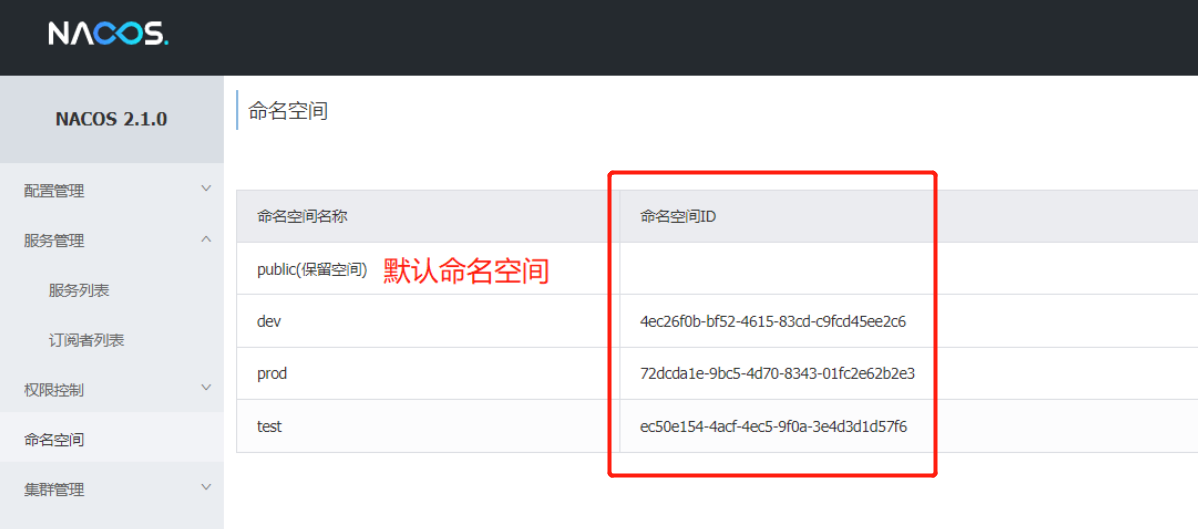 NACOS.
NACOS 2.1.0
配置管理
服务管理
服务列表
订阅者列表
权限控制
命名空间
集群管理
命名空间
命名空间名称 命名空间ID
public(保留空间) 默认命名空间
dev 4ec26f0b-bf52-4615-83cd-c9fcd45ee2c6
prod 72dcda1e-9bc5-4d70-8343-01fc2e62b2e3
test ec50e154-4acf-4ec5-9f0a-3e4d3d1d57f6